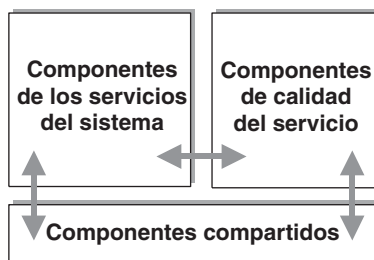 Componentes
de los servicios
del sistema
Componentes
de calidad
del servicio
Componentes compartidos